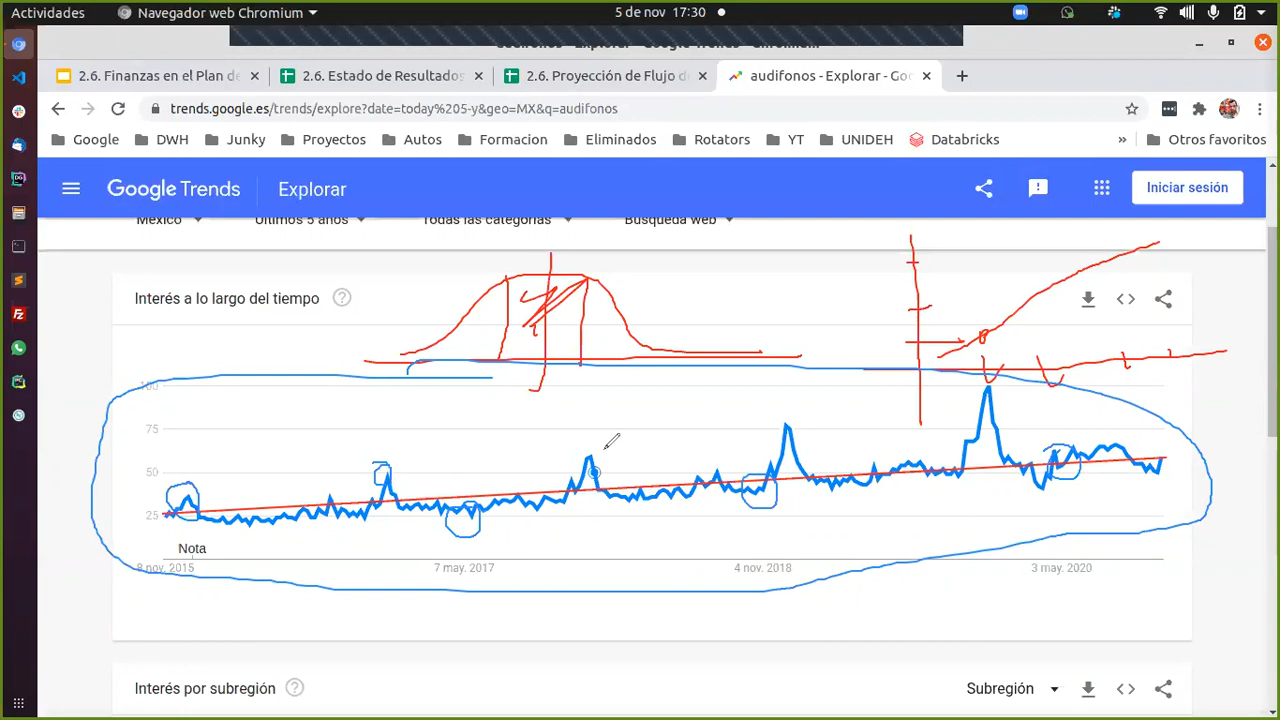 Actividades
Navegador web Chromium
5 de nov 17:30
2.6. Finanzas en el Plan de
2.6. Estado de Resultados
2.6. Proyección de Flujo de
audifonos - Explorar - Goo
trends.google.es/trends/explore?date=today%205-y&geo=MX&q=audifonos
Google
DWH
Junky
Proyectos
Autos
Formacion
Eliminados
Rotators
YT
UNIDEH
Databricks
»
Otros favoritos
Google Trends
Explorar
Iniciar sesión
México
Últimos 5 años
Todas las categorías
Búsqueda web
Interés a lo largo del tiempo
100
75
50
25
Nota
8 nov. 2015
7 may. 2017
4 nov. 2018
3 may. 2020
Interés por subregión
Subregión